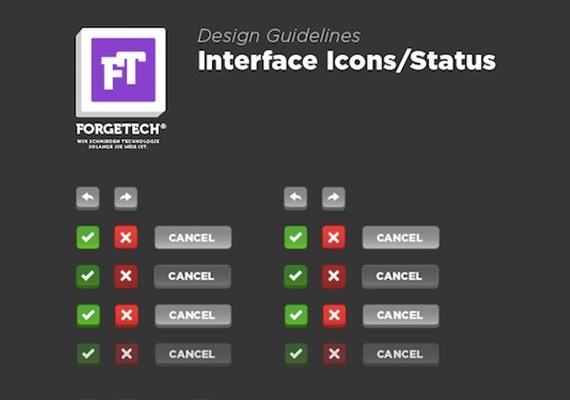 Design Guidelines
Interface Icons/Status
FT
FORGETECH®
WIR SCHMIEDEN TECHNOLOGIE
SOLANGE SIE HEIß IST.
CANCEL CANCEL
CANCEL CANCEL
CANCEL CANCEL
CANCEL CANCEL